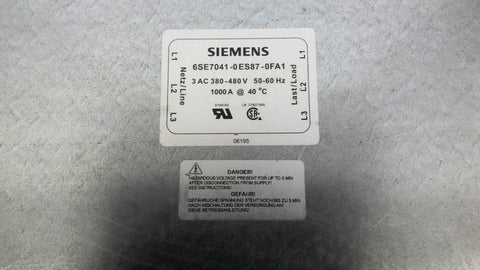 SIEMENS
6SE7041-0ES87-0FA1
3 AC 380-480 V 50-60 Hz
1000 A @ 40 °C
L1
L2
L3
Netz/Line
L1
L2
L3
Last/Load
06195
DANGER!
HAZARDOUS VOLTAGE PRESENT FOR UP TO 5 MIN
AFTER DISCONNECTION FROM SUPPLY!
SEE INSTRUCTIONS!
GEFAHR!
GEFÄHRLICHE SPANNUNG STEHT NOCH BIS ZU 5 MIN
NACH ABSCHALTUNG DER VERSORGUNG AN!
SIEHE BETRIEBSANLEITUNG!